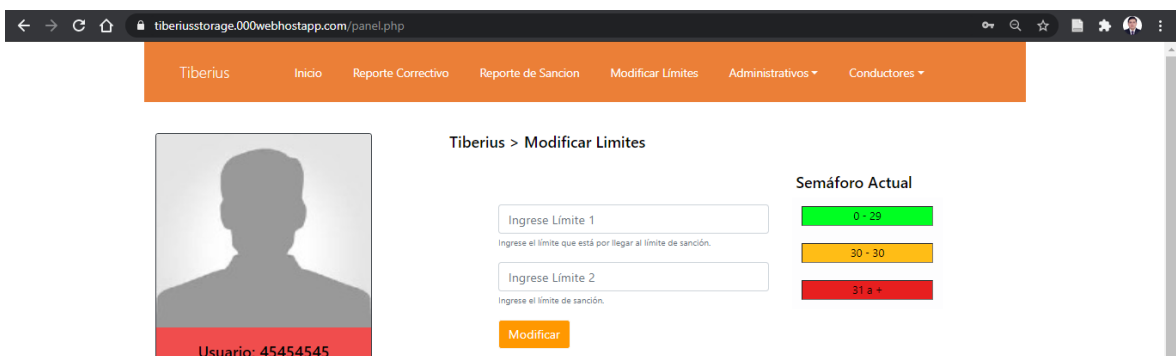 tiberiusstorage.000webhostapp.com/panel.php
Tiberius Inicio Reporte Correctivo Reporte de Sancion Modificar Límites Administrativos Conductores
Tiberius > Modificar Limites
Semáforo Actual
Ingrese Límite 1
0 - 29
Ingrese el límite que está por llegar al límite de sanción.
30 - 30
Ingrese Límite 2
31 a +
Ingrese el límite de sanción.
Modificar
Usuario: 45454545